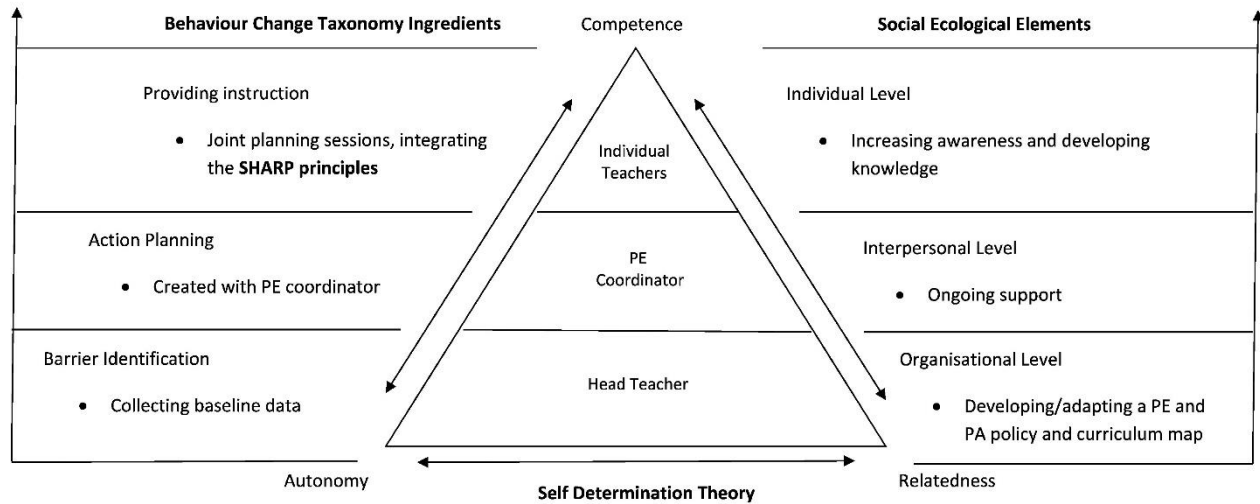 Behaviour Change Taxonomy Ingredients
Competence
Social Ecological Elements
Providing instruction
• Joint planning sessions, integrating
the SHARP principles
Individual
Teachers
Individual Level
• Increasing awareness and developing
knowledge
Action Planning
• Created with PE coordinator
PE
Coordinator
Interpersonal Level
• Ongoing support
Barrier Identification
• Collecting baseline data
Head Teacher
Organisational Level
• Developing/adapting a PE and
PA policy and curriculum map
Autonomy
Self Determination Theory
Relatedness